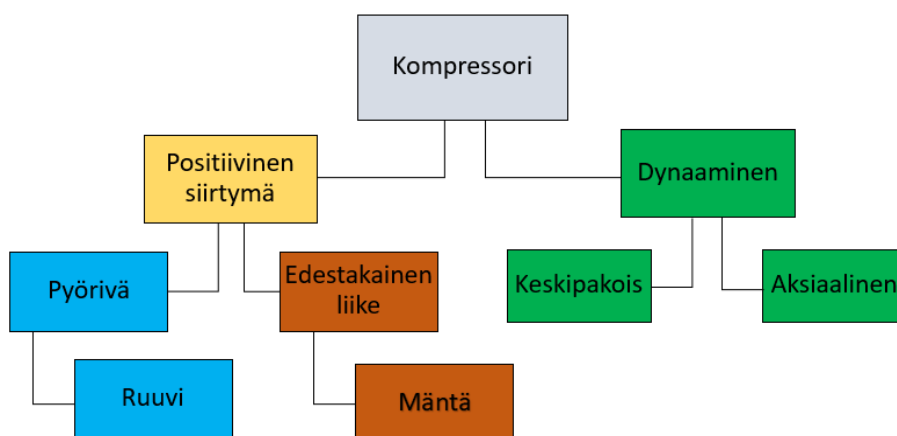 Kompressori
Positiivinen
siirtymä
Dynaaminen
Pyörivä
Edestakainen
liike
Keskipakois
Aksiaalinen
Ruuvi
Mäntä